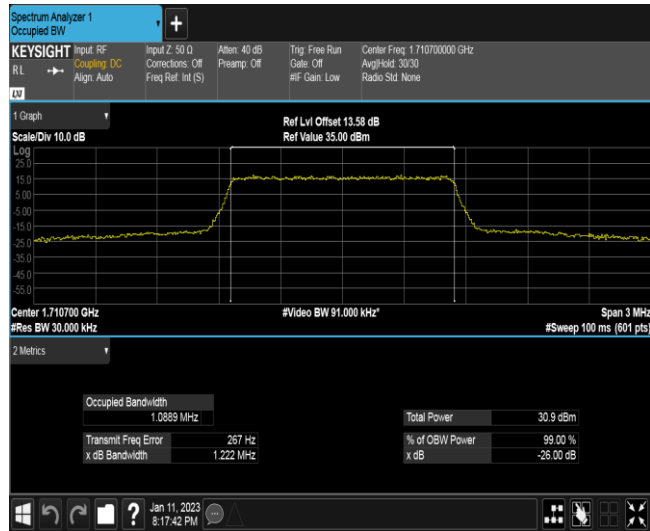 Spectrum Analyzer 1
Occupied BW
+
KEYSIGHT Input: RF Input Z: 50 Ω Atten: 40 dB Trig: Free Run Center Freq: 1.710700000 GHz
RL Coupling: DC Corrections: Off Preamp: Off Gate: Off Avg|Hold: 30/30
Align: Auto Freq Ref: Int (S) #IF Gain: Low Radio Std: None
LXI
1 Graph Ref Lvl Offset 13.58 dB
Scale/Div 10.0 dB Ref Value 35.00 dBm
Log
25.0
15.0
5.00
-5.00
-15.0
-25.0
-35.0
-45.0
-55.0
Center 1.710700 GHz #Video BW 91.000 kHz* Span 3 MHz
#Res BW 30.000 kHz #Sweep 100 ms (601 pts)
2 Metrics
Occupied Bandwidth
1.0889 MHz Total Power 30.9 dBm
Transmit Freq Error 267 Hz % of OBW Power 99.00 %
x dB Bandwidth 1.222 MHz x dB -26.00 dB
? Jan 11, 2023
8:17:42 PM